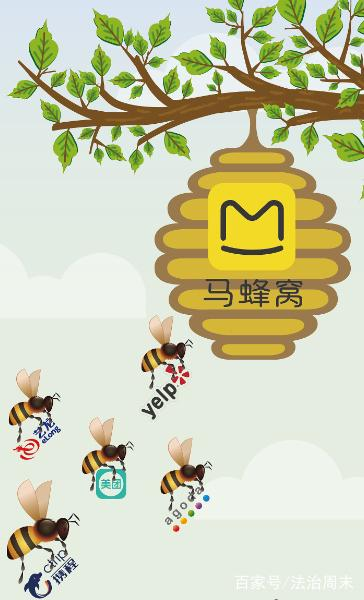 马蜂窝
yelp
艺龙
eLong
美团
agoda
Ctrip
携程
百家号/法治周末